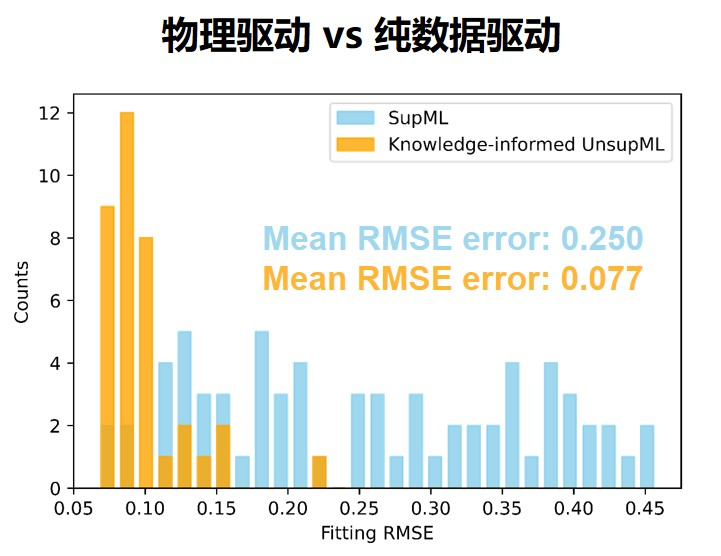 物理驱动 vs 纯数据驱动
SupML
Knowledge-informed UnsupML
Mean RMSE error: 0.250
Mean RMSE error: 0.077
Counts
12
10
8
6
4
2
0
0.05 0.10 0.15 0.20 0.25 0.30 0.35 0.40 0.45
Fitting RMSE